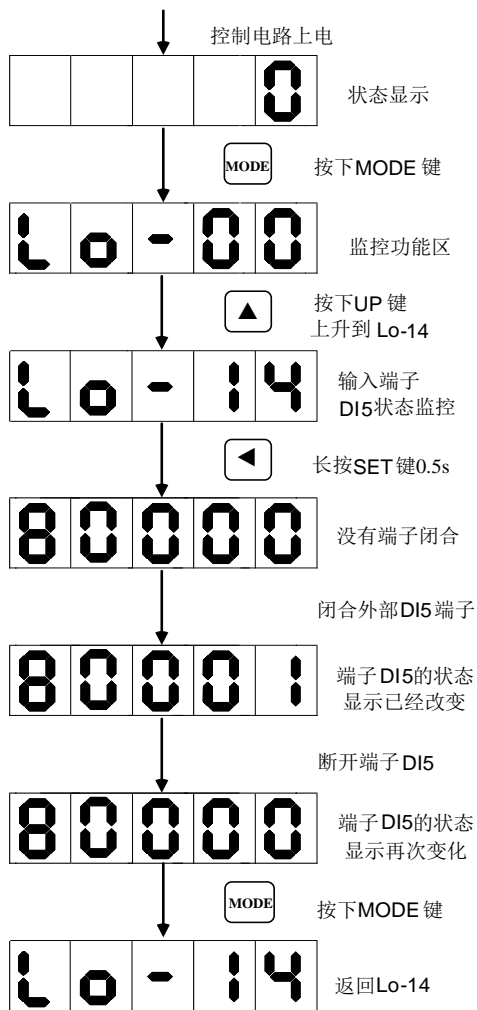 控制电路上电
0
状态显示
MODE
按下MODE 键
Lo-00
监控功能区
按下UP 键
上升到 Lo-14
Lo-14
输入端子
DI5状态监控
长按SET 键0.5s
80000
没有端子闭合
闭合外部DI5 端子
80001
端子DI5的状态
显示已经改变
断开端子DI5
80000
端子DI5的状态
显示再次变化
MODE
按下MODE 键
Lo-14
返回Lo-14